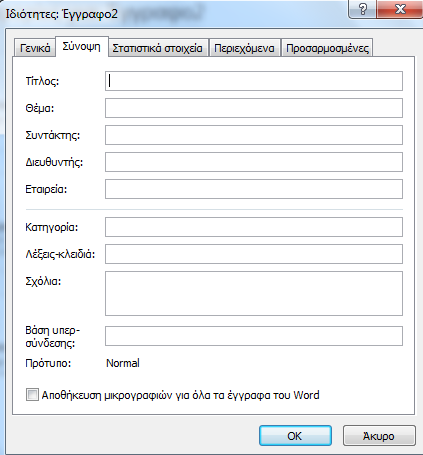 Ιδιότητες: Έγγραφο2
Γενικά Σύνοψη Στατιστικά στοιχεία Περιεχόμενα Προσαρμοσμένες
Τίτλος:
Θέμα:
Συντάκτης:
Διευθυντής:
Εταιρεία:
Κατηγορία:
Λέξεις-κλειδιά:
Σχόλια:
Βάση υπερ-
σύνδεσης:
Πρότυπο: Normal
Αποθήκευση μικρογραφιών για όλα τα έγγραφα του Word
OK Άκυρο